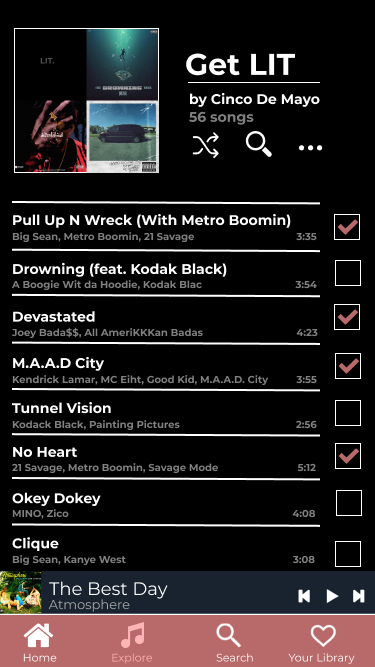 LIT.
DROWNING
Get LIT
by Cinco De Mayo
56 songs
Pull Up N Wreck (With Metro Boomin)
Big Sean, Metro Boomin, 21 Savage 3:35
Drowning (feat. Kodak Black)
A Boogie Wit da Hoodie, Kodak Blac 3:54
Devastated
Joey Bada$$, All AmeriKKKan Badas 4:23
M.A.A.D City
Kendrick Lamar, MC Eiht, Good Kid, M.A.A.D. City 3:55
Tunnel Vision
Kodack Black, Painting Pictures 2:56
No Heart
21 Savage, Metro Boomin, Savage Mode 5:12
Okey Dokey
MINO, Zico 4:08
Clique
Big Sean, Kanye West 3:08
The Best Day
Atmosphere
Home Explore Search Your Library